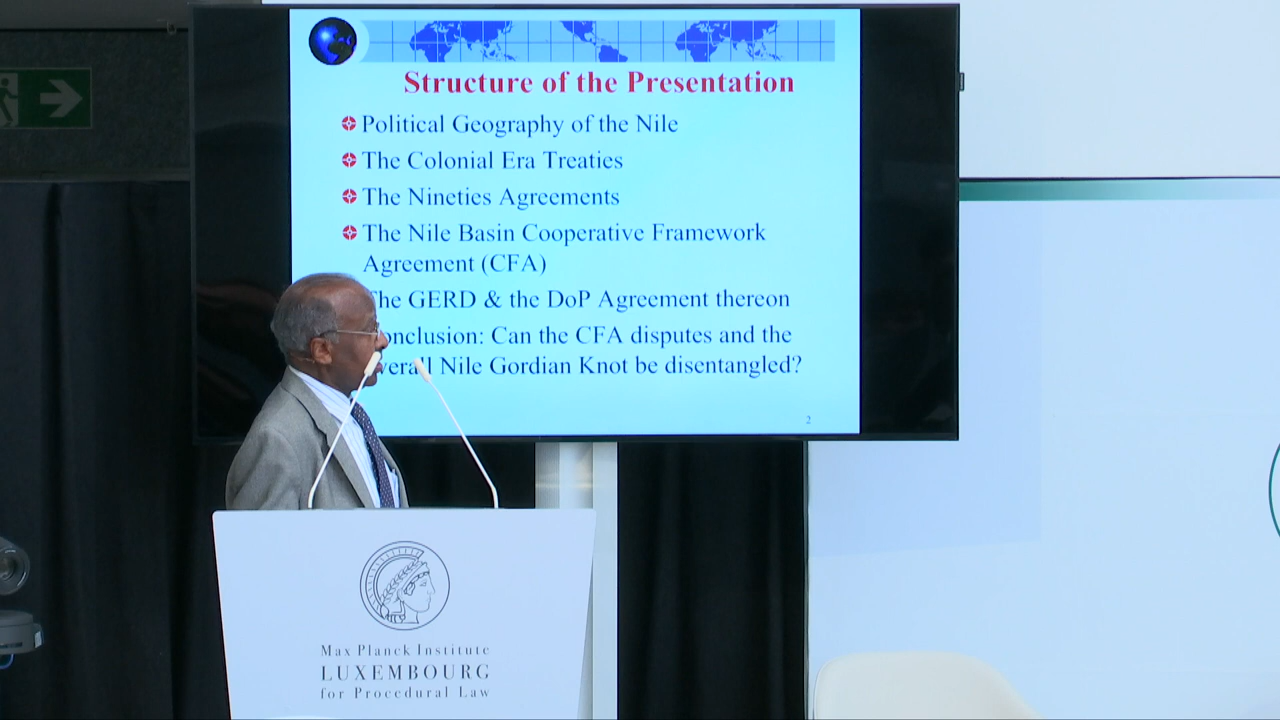 Structure of the Presentation
Political Geography of the Nile
The Colonial Era Treaties
The Nineties Agreements
The Nile Basin Cooperative Framework
Agreement (CFA)
The GERD & the DoP Agreement thereon
onclusion: Can the CFA disputes and the
verall Nile Gordian Knot be disentangled?
2
Max Planck Institute
LUXEMBOURG
for Procedural Law